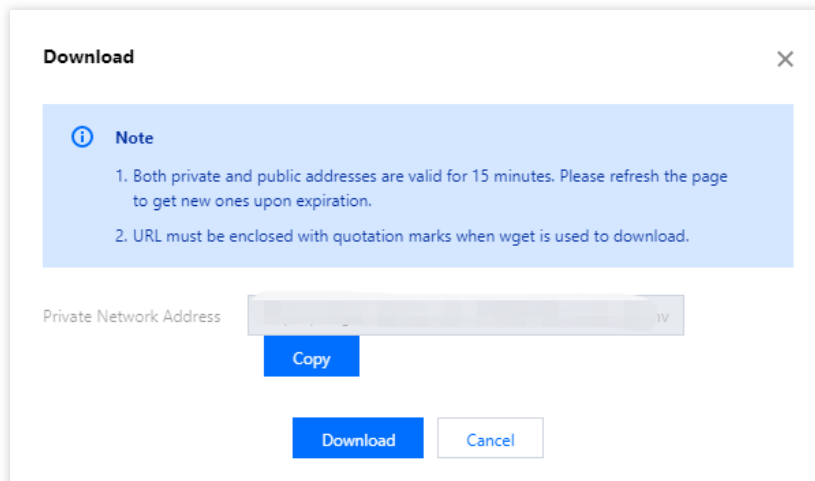 Download
Note
1. Both private and public addresses are valid for 15 minutes. Please refresh the page
to get new ones upon expiration.
2. URL must be enclosed with quotation marks when wget is used to download.
Private Network Address
Copy
Download Cancel